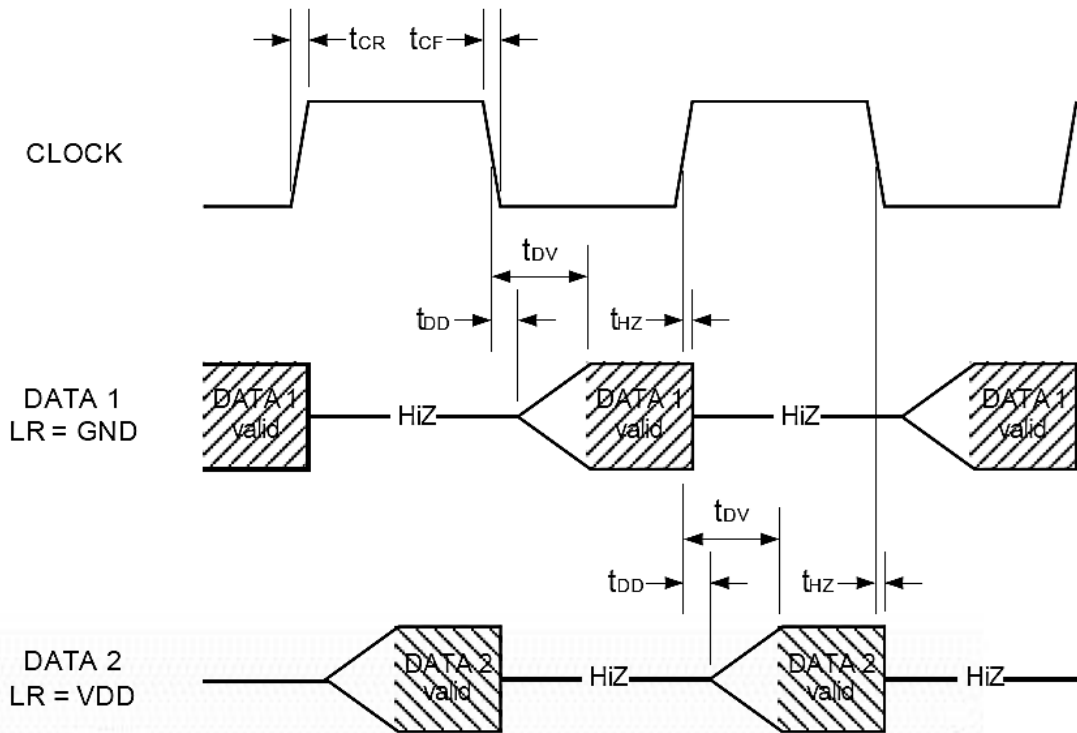 tCR
tCF
CLOCK
tDV
tDD
tHZ
DATA 1
LR = GND
DATA 1
valid
HiZ
DATA 1
valid
HiZ
DATA 1
valid
tDV
tDD
tHZ
DATA 2
LR = VDD
DATA 2
valid
HiZ
DATA 2
valid
HiZ